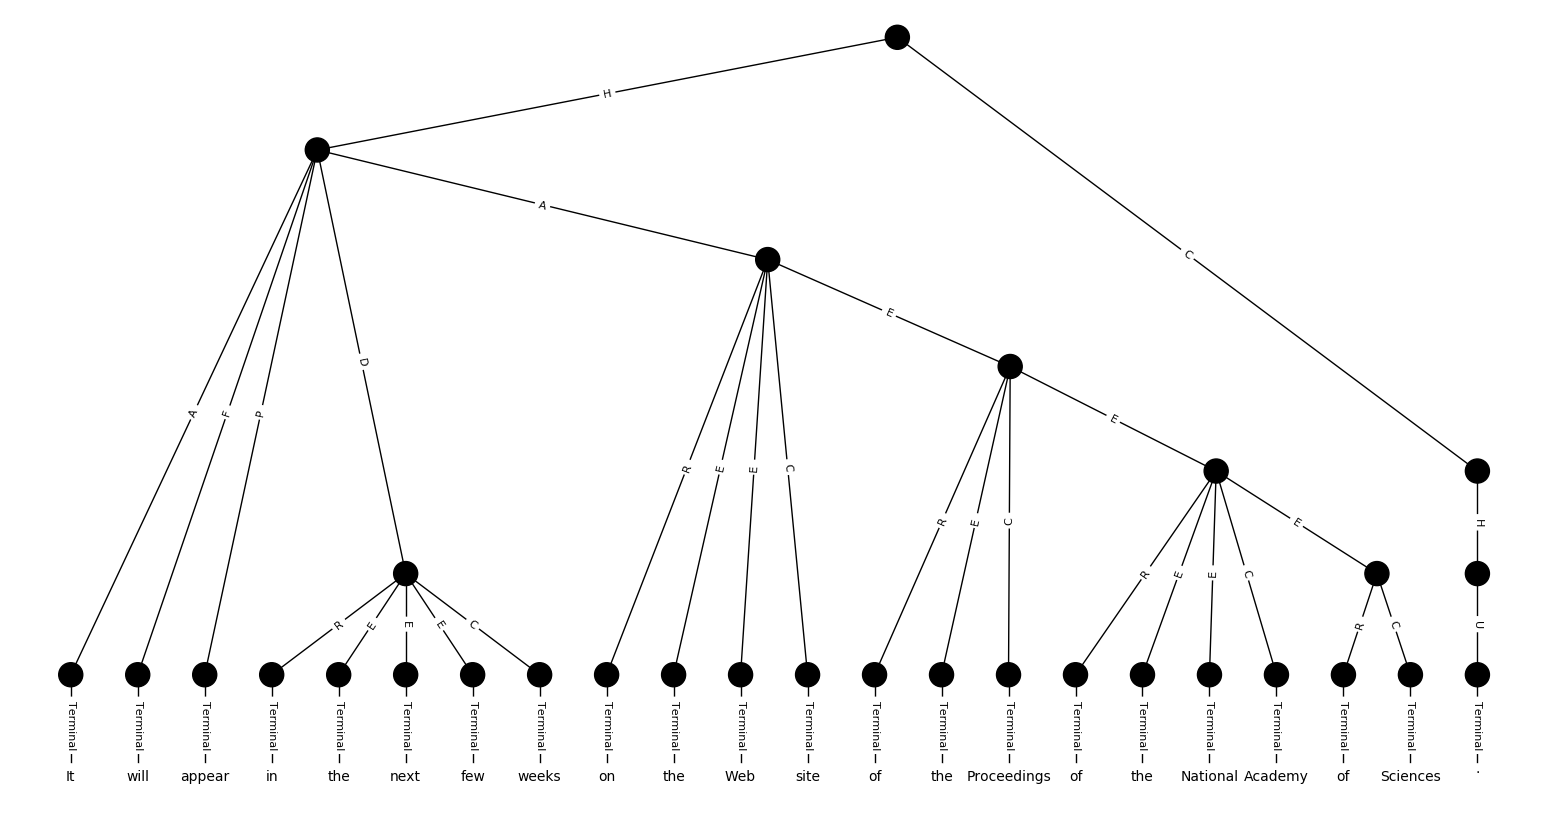 H
A
C
A F P D
R E E E C
R E E C E
R E C E
R E E C E
R C
H
U
Terminal Terminal Terminal Terminal Terminal Terminal Terminal Terminal Terminal Terminal Terminal Terminal Terminal Terminal Terminal Terminal Terminal Terminal Terminal Terminal Terminal Terminal
It will appear in the next few weeks on the Web site of the Proceedings of the National Academy of Sciences .